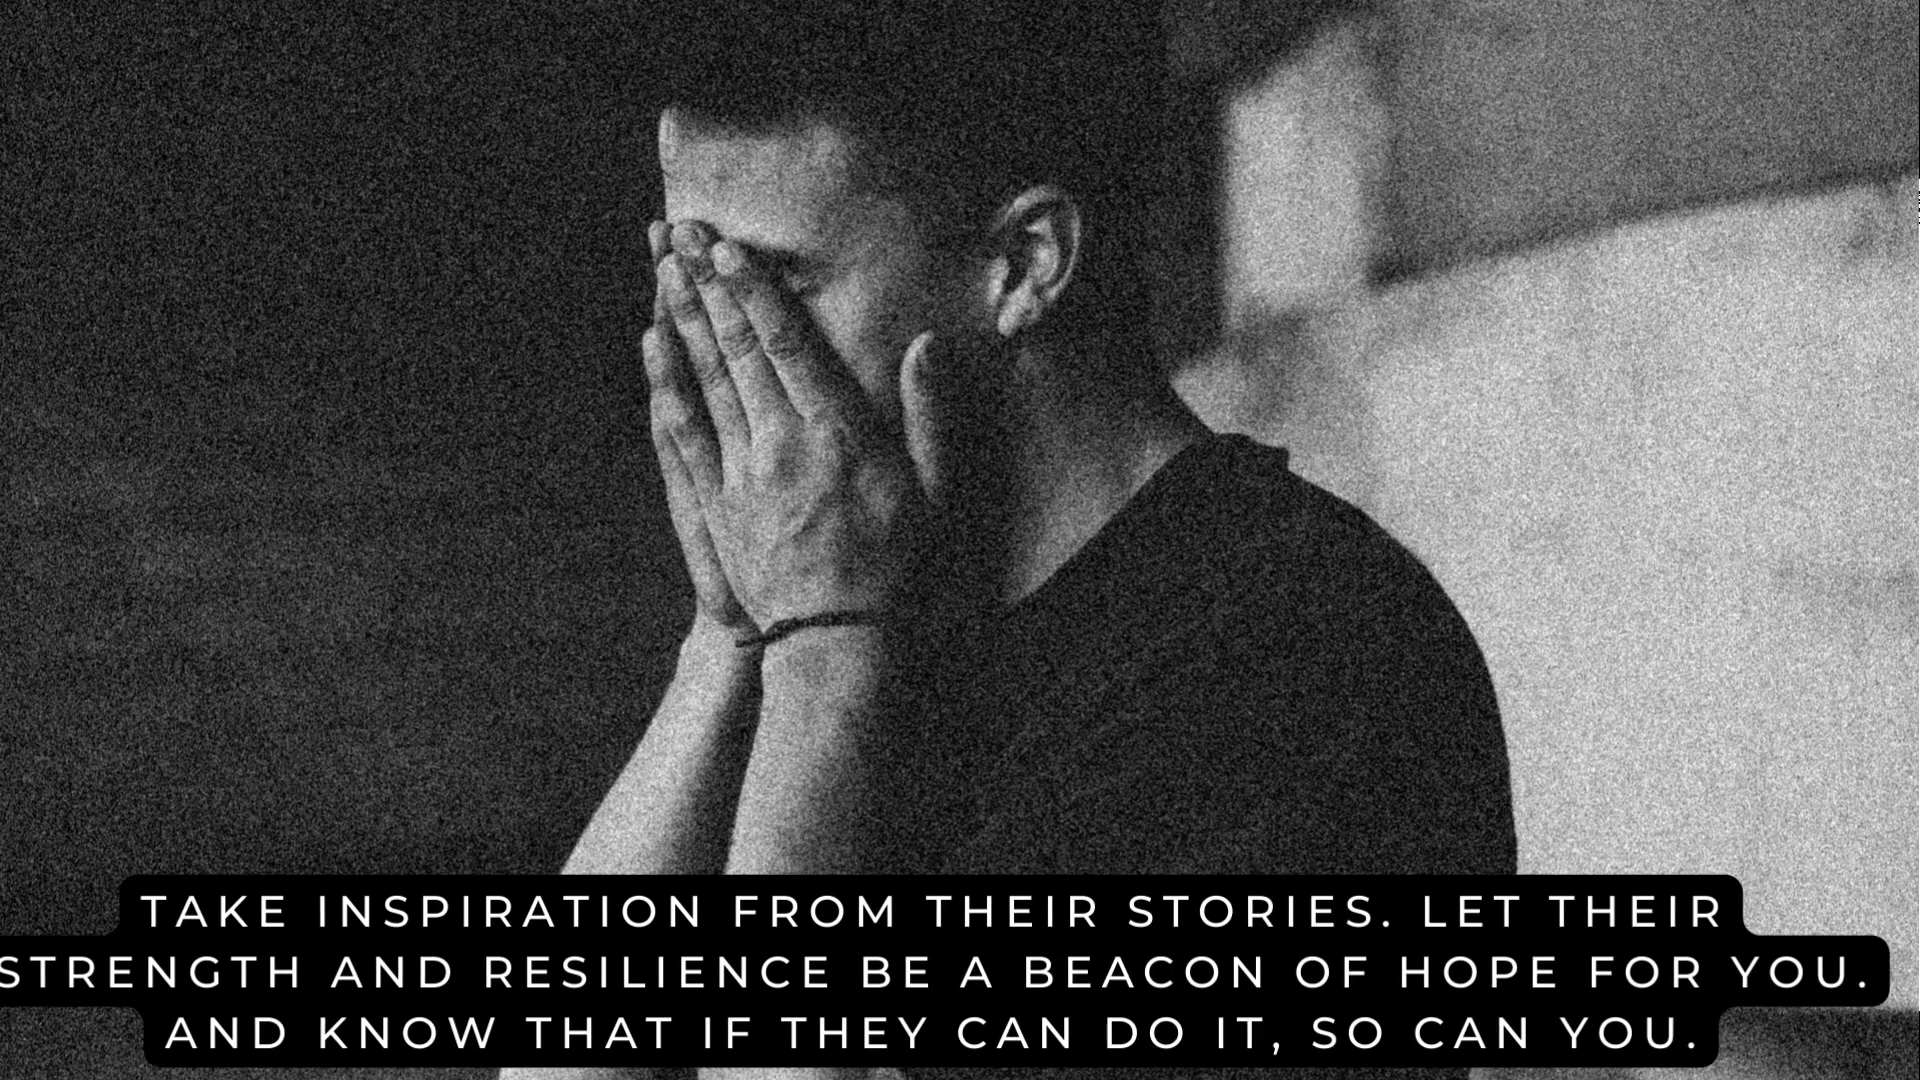 TAKE INSPIRATION FROM THEIR STORIES. LET THEIR
STRENGTH AND RESILIENCE BE A BEACON OF HOPE FOR YOU.
AND KNOW THAT IF THEY CAN DO IT, SO CAN YOU.